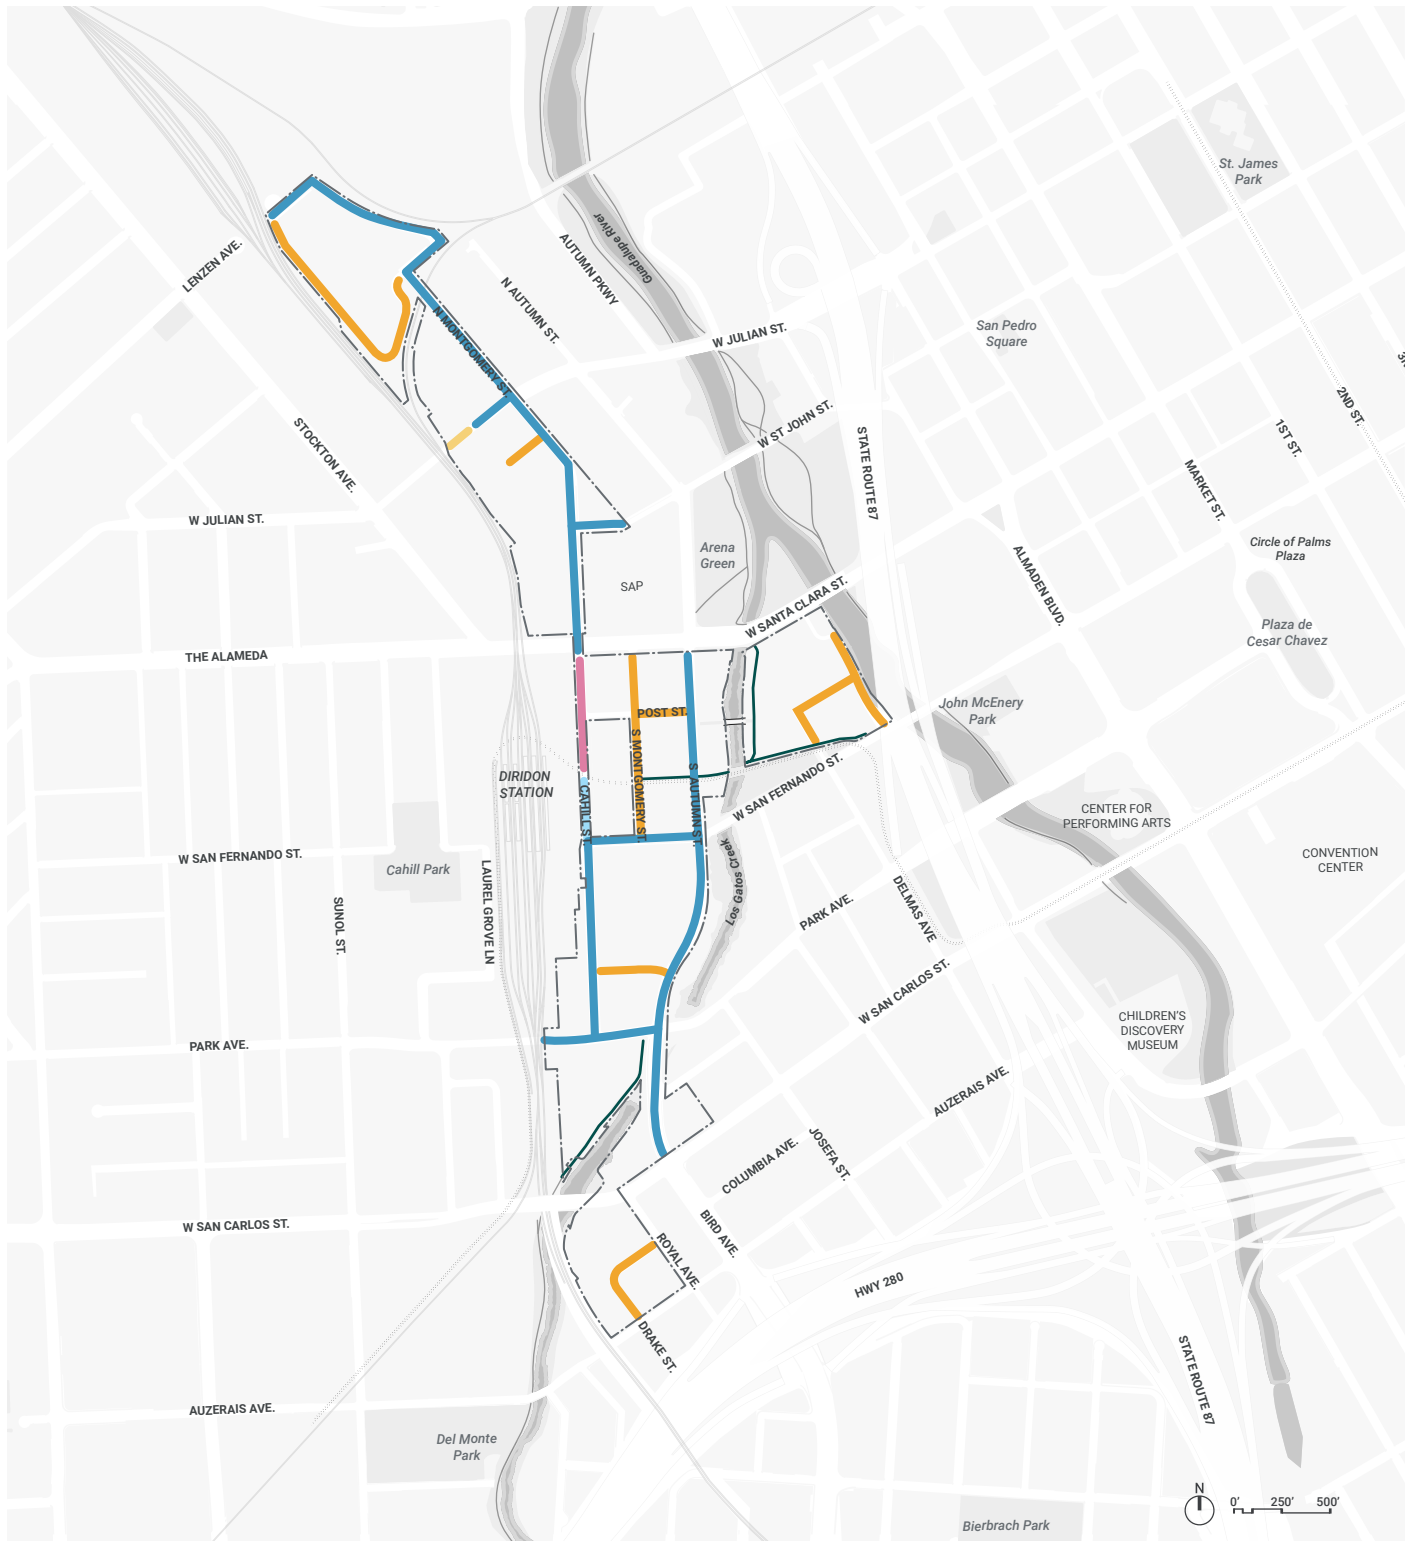 St. James
Park
Guadalupe River
AUTUMN PKWY
LENZEN AVE.
N AUTUMN ST.
N MONTGOMERY ST.
W JULIAN ST.
San Pedro
Square
2ND ST.
W ST JOHN ST.
STATE ROUTE 87
1ST ST.
STOCKTON AVE.
MARKET ST.
W JULIAN ST.
Arena
Green
Circle of Palms
Plaza
ALMADEN BLVD.
SAP
W SANTA CLARA ST.
Plaza de
Cesar Chavez
THE ALAMEDA
POST ST.
John McEnery
Park
S MONTGOMERY ST.
DIRIDON
STATION
CAHILL ST.
S AUTUMN ST.
W SAN FERNANDO ST.
CENTER FOR
PERFORMING ARTS
W SAN FERNANDO ST.
Cahill Park
CONVENTION
CENTER
LAUREL GROVE LN
Los Gatos Creek
SUNOL ST.
PARK AVE.
DELMAS AVE
W SAN CARLOS ST.
CHILDREN'S
DISCOVERY
MUSEUM
PARK AVE.
AUZERAIS AVE.
COLUMBIA AVE.
JOSEFA ST.
W SAN CARLOS ST.
BIRD AVE.
ROYAL AVE.
HWY 280
DRAKE ST.
STATE ROUTE 87
AUZERAIS AVE.
Del Monte
Park
N
0' 250' 500'
Bierbrach Park